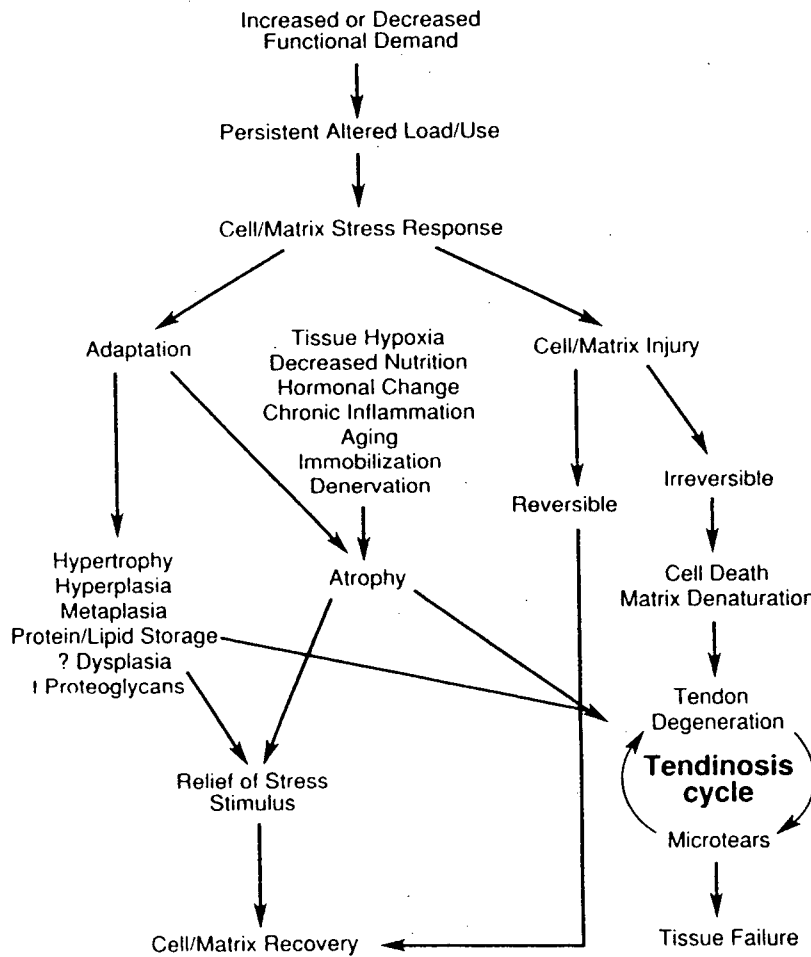 Increased or Decreased
Functional Demand
Persistent Altered Load/Use
Cell/Matrix Stress Response
Adaptation
Tissue Hypoxia
Decreased Nutrition
Hormonal Change
Chronic Inflammation
Aging
Immobilization
Denervation
Cell/Matrix Injury
Reversible
Irreversible
Hypertrophy
Hyperplasia
Metaplasia
Protein/Lipid Storage
? Dysplasia
↑ Proteoglycans
Atrophy
Cell Death
Matrix Denaturation
Tendon
Degeneration
Tendinosis
cycle
Microtears
Relief of Stress
Stimulus
Cell/Matrix Recovery
Tissue Failure